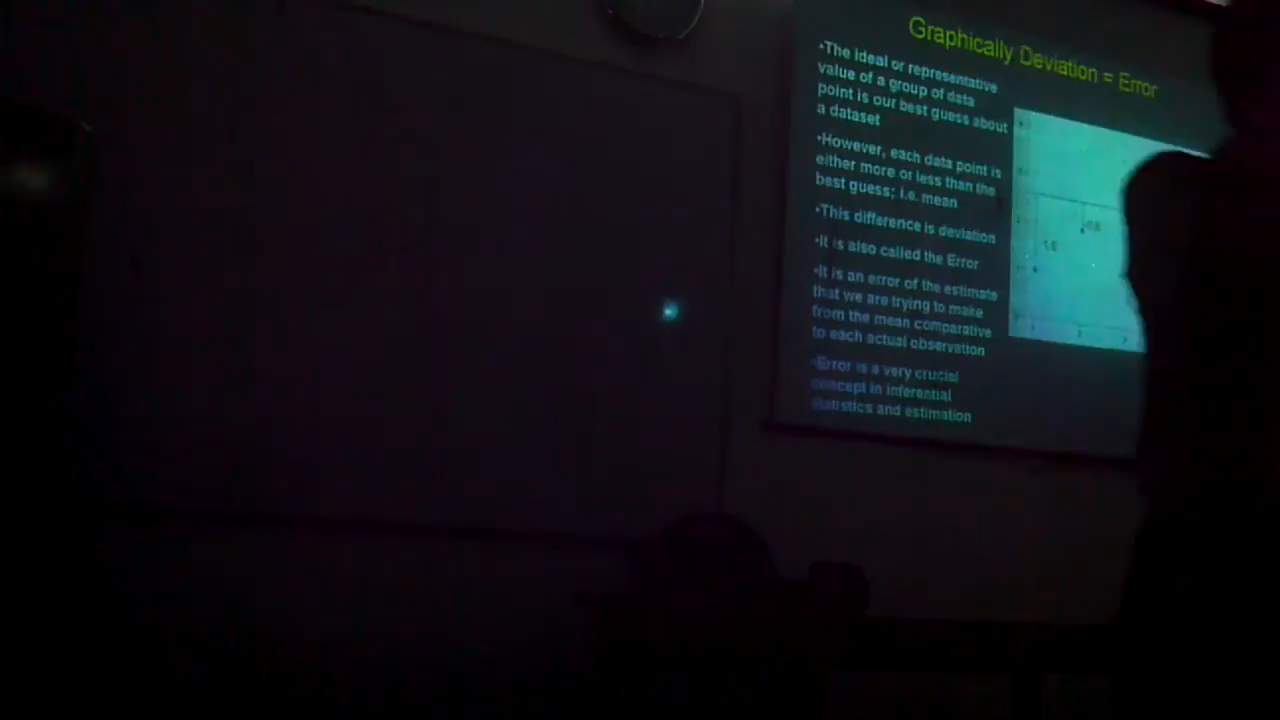 Graphically Deviation = Error
•The ideal or representative
value of a group of data
point is our best guess about
a dataset
•However, each data point is
either more or less than the
best guess; i.e. mean
•This difference is deviation
•It is also called the Error
•It is an error of the estimate
that we are trying to make
from the mean comparative
to each actual observation
•Error is a very crucial
concept in inferential
statistics and estimation